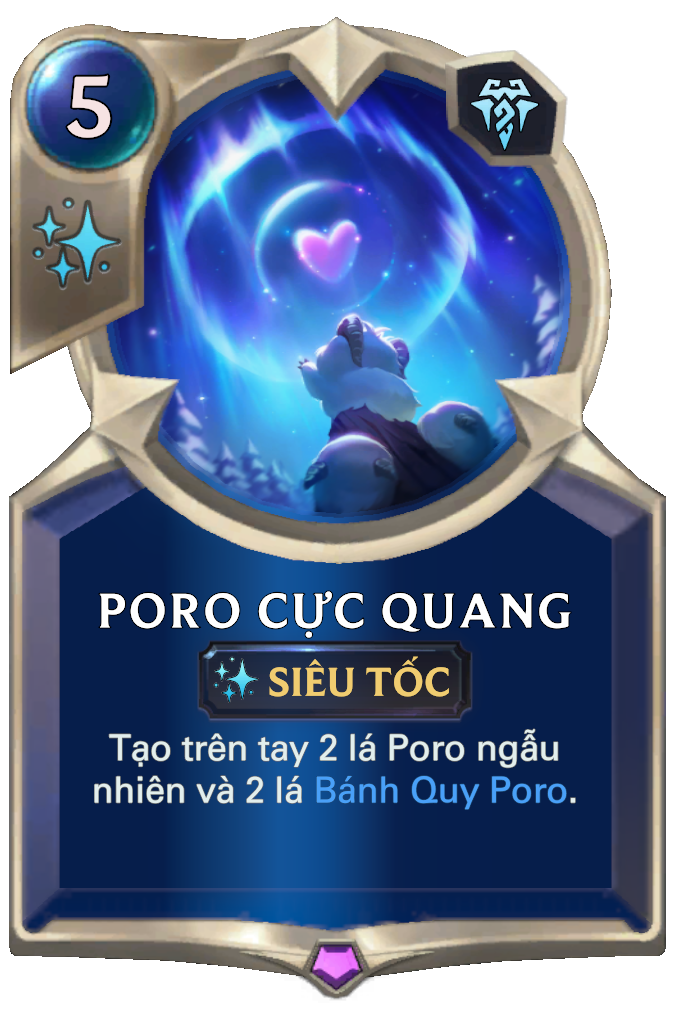 5
PORO CỰC QUANG
SIÊU TỐC
Tạo trên tay 2 lá Poro ngẫu
nhiên và 2 lá Bánh Quy Poro.